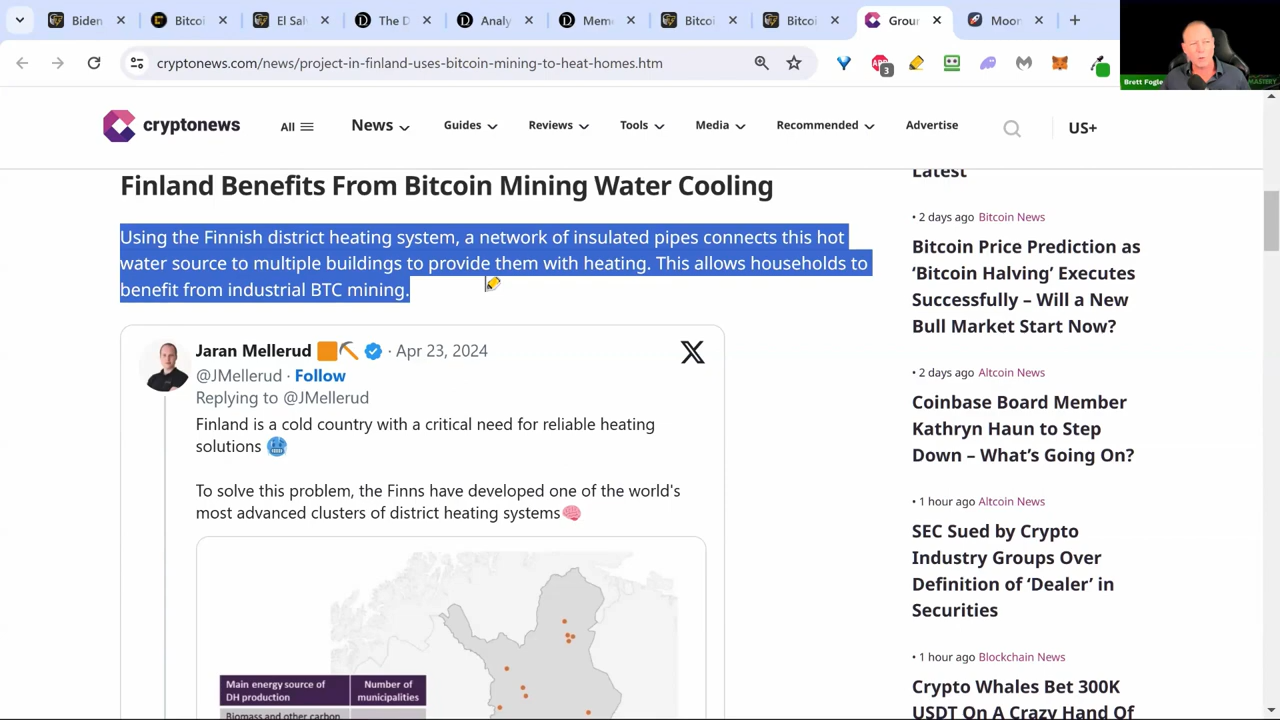 Biden
Bitcoi
El Sal
The D
Analy
Mem
Bitcoi
Bitcoi
Grou
Moon
cryptonews.com/news/project-in-finland-uses-bitcoin-mining-to-heat-homes.htm
3
Brett Fogle
MASTERY
cryptonews
All
News
Guides
Reviews
Tools
Media
Recommended
Advertise
US+
Finland Benefits From Bitcoin Mining Water Cooling
Using the Finnish district heating system, a network of insulated pipes connects this hot
water source to multiple buildings to provide them with heating. This allows households to
benefit from industrial BTC mining.
Jaran Mellerud 🟧⛏️ · Apr 23, 2024
@JMellerud · Follow
Replying to @JMellerud
Finland is a cold country with a critical need for reliable heating
solutions 🥶
To solve this problem, the Finns have developed one of the world's
most advanced clusters of district heating systems🧠
Main energy source of
DH production
Number of
municipalities
Biomass and other carbon
Latest
• 2 days ago Bitcoin News
Bitcoin Price Prediction as
‘Bitcoin Halving’ Executes
Successfully – Will a New
Bull Market Start Now?
• 2 days ago Altcoin News
Coinbase Board Member
Kathryn Haun to Step
Down – What’s Going On?
• 1 hour ago Altcoin News
SEC Sued by Crypto
Industry Groups Over
Definition of ‘Dealer’ in
Securities
• 1 hour ago Blockchain News
Crypto Whales Bet 300K
USDT On A Crazy Hand Of